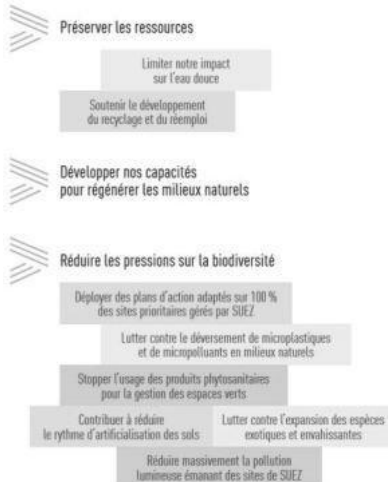 Préserver les ressources
Limiter notre impact
sur l'eau douce
Soutenir le développement
du recyclage et du réemploi
Développer nos capacités
pour régénérer les milieux naturels
Réduire les pressions sur la biodiversité
Déployer des plans d'action adaptés sur 100 %
des sites prioritaires gérés par SUEZ
Lutter contre le déversement de microplastiques
et de micropolluants en milieux naturels
Stopper l'usage des produits phytosanitaires
pour la gestion des espaces verts
Contribuer à réduire
le rythme d'artificialisation des sols
Lutter contre l'expansion des espèces
exotiques et envahissantes
Réduire massivement la pollution
lumineuse émanant des sites de SUEZ